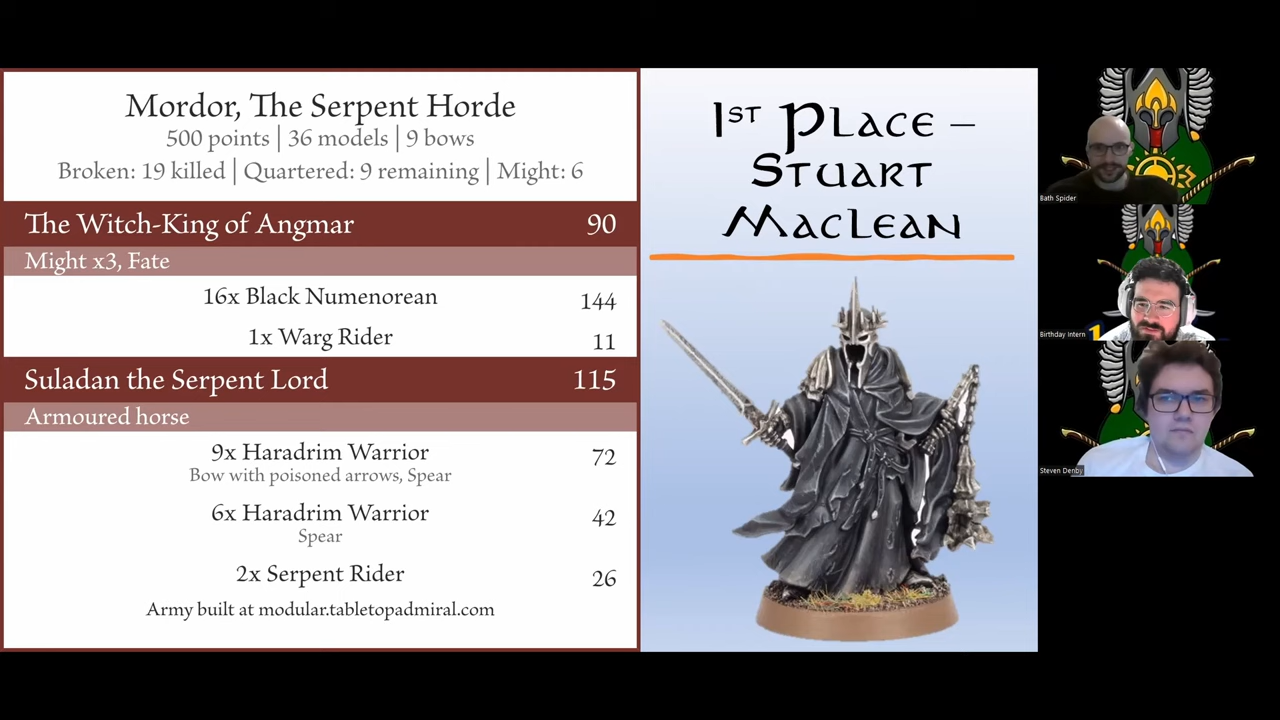 Mordor, The Serpent Horde
500 points | 36 models | 9 bows
Broken: 19 killed | Quartered: 9 remaining | Might: 6
The Witch-King of Angmar 90
Might x3, Fate
16x Black Numenorean 144
1x Warg Rider 11
Suladan the Serpent Lord 115
Armoured horse
9x Haradrim Warrior 72
Bow with poisoned arrows, Spear
6x Haradrim Warrior 42
Spear
2x Serpent Rider 26
Army built at modular.tabletopadmiral.com
1ST PLACE –
STUART
MACLEAN
Bath Spider
Birthday Intern
1
Steven Denby